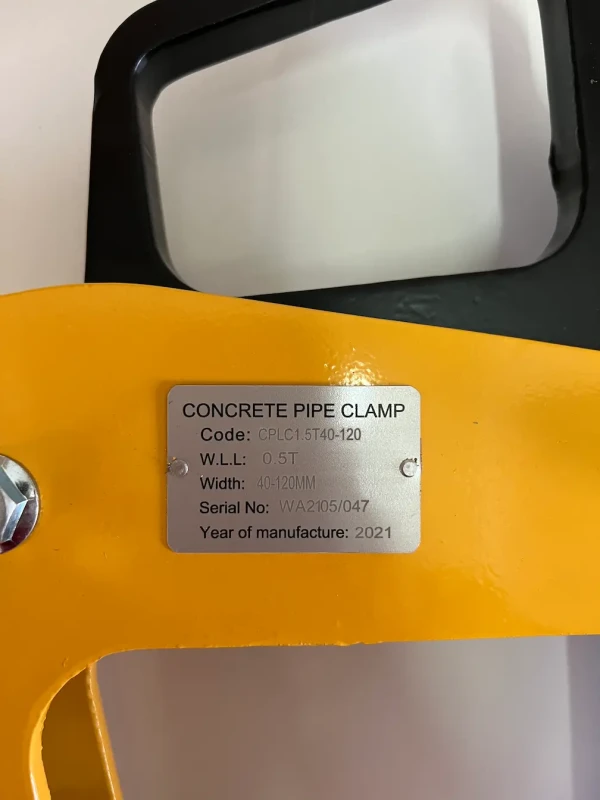 CONCRETE PIPE CLAMP
Code: CPLC1.5T40-120
W.L.L: 0.5T
Width: 40-120MM
Serial No: WA2105/047
Year of manufacture: 2021